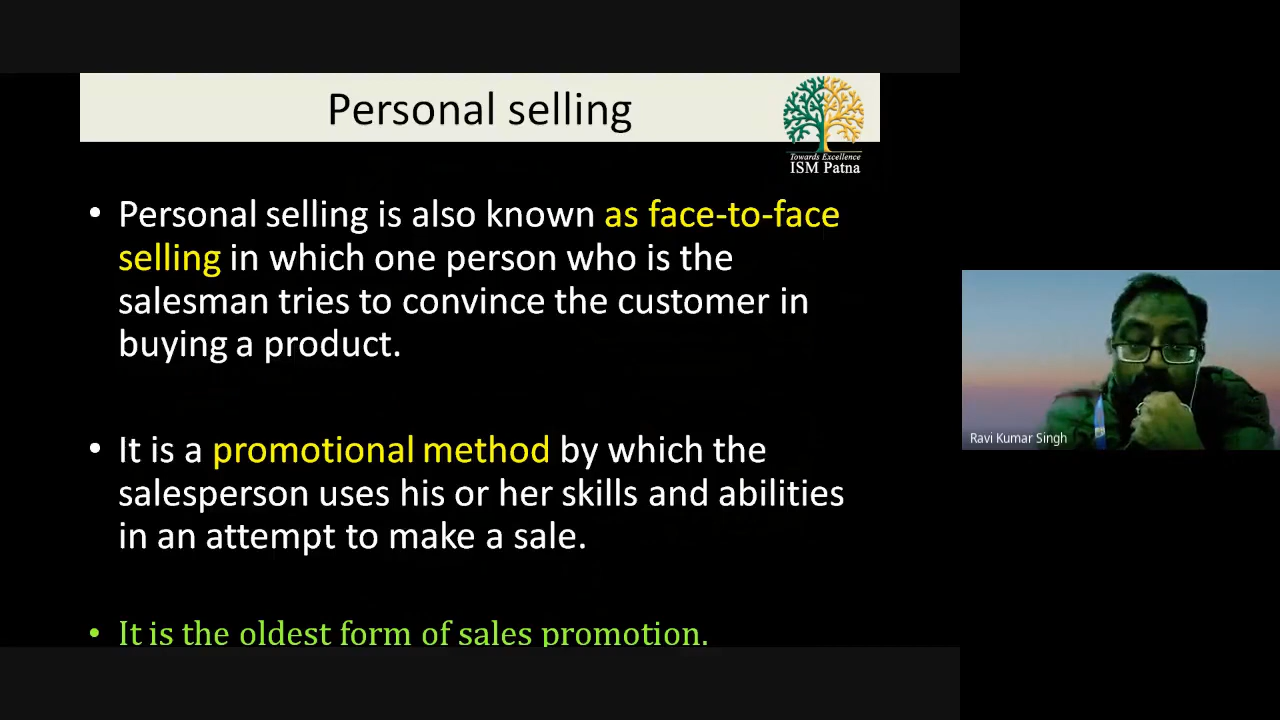 Personal selling
Towards Excellence
ISM Patna
• Personal selling is also known as face-to-face
selling in which one person who is the
salesman tries to convince the customer in
buying a product.
• It is a promotional method by which the
salesperson uses his or her skills and abilities
in an attempt to make a sale.
• It is the oldest form of sales promotion.
Ravi Kumar Singh